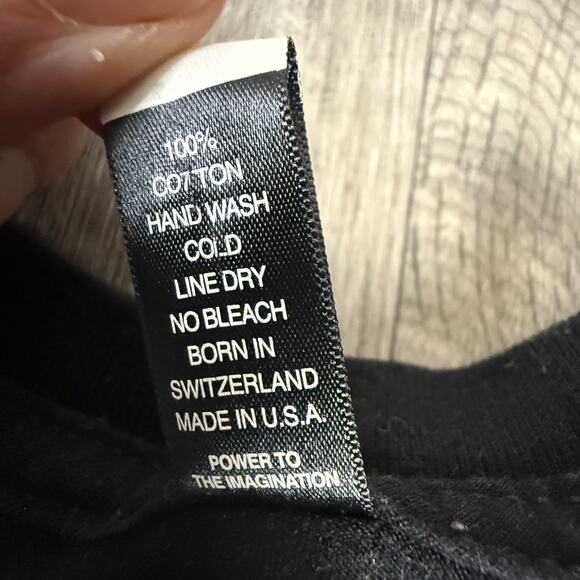 100%
COTTON
HAND WASH
COLD
LINE DRY
NO BLEACH
BORN IN
SWITZERLAND
MADE IN U.S.A
POWER TO
THE IMAGINATION